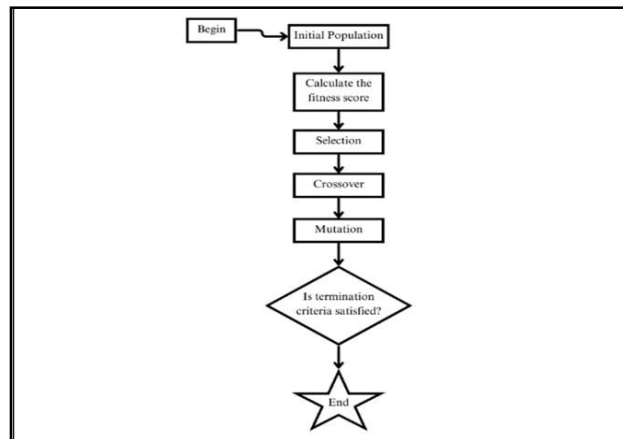 Begin
Initial Population
Calculate the
fitness score
Selection
Crossover
Mutation
Is termination
criteria satisfied?
End